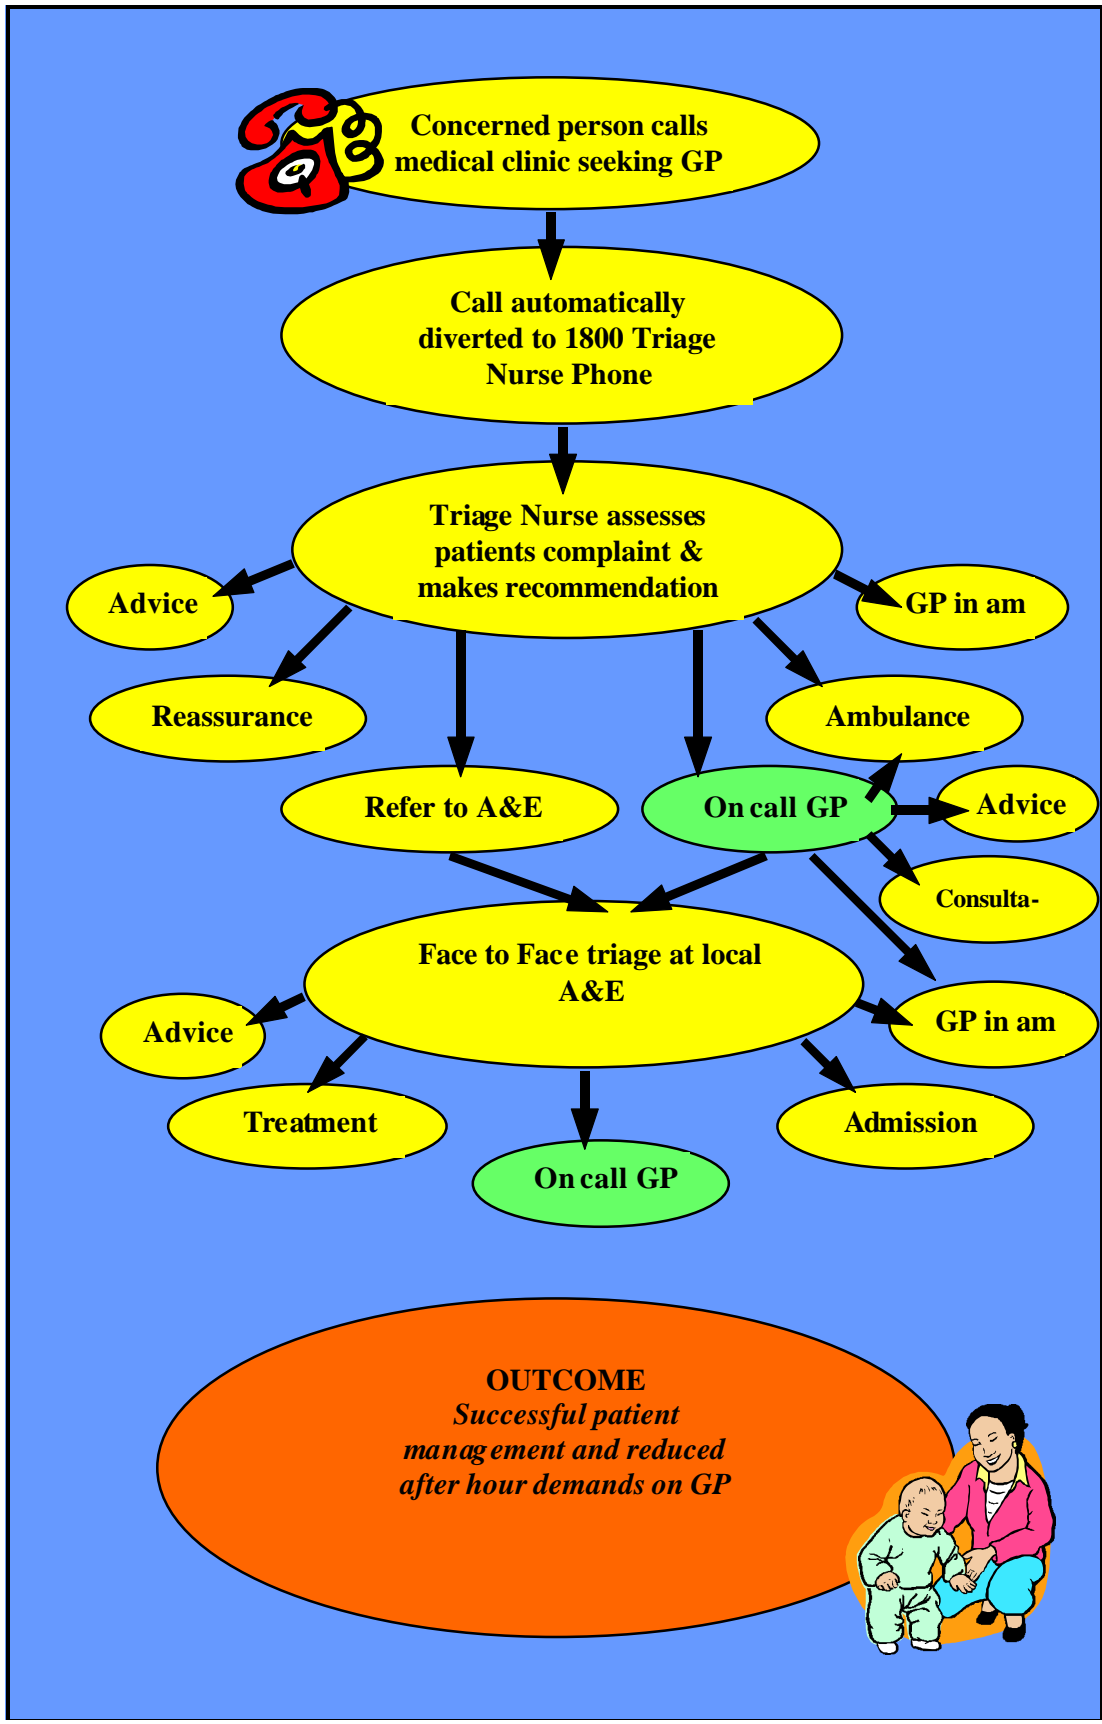 Concerned person calls
medical clinic seeking GP
Call automatically
diverted to 1800 Triage
Nurse Phone
Triage Nurse assesses
patients complaint &
makes recommendation
Advice
GP in am
Reassurance
Ambulance
Refer to A&E
On call GP
Advice
Consulta-
Face to Face triage at local
A&E
Advice
GP in am
Treatment
Admission
On call GP
OUTCOME
Successful patient
management and reduced
after hour demands on GP